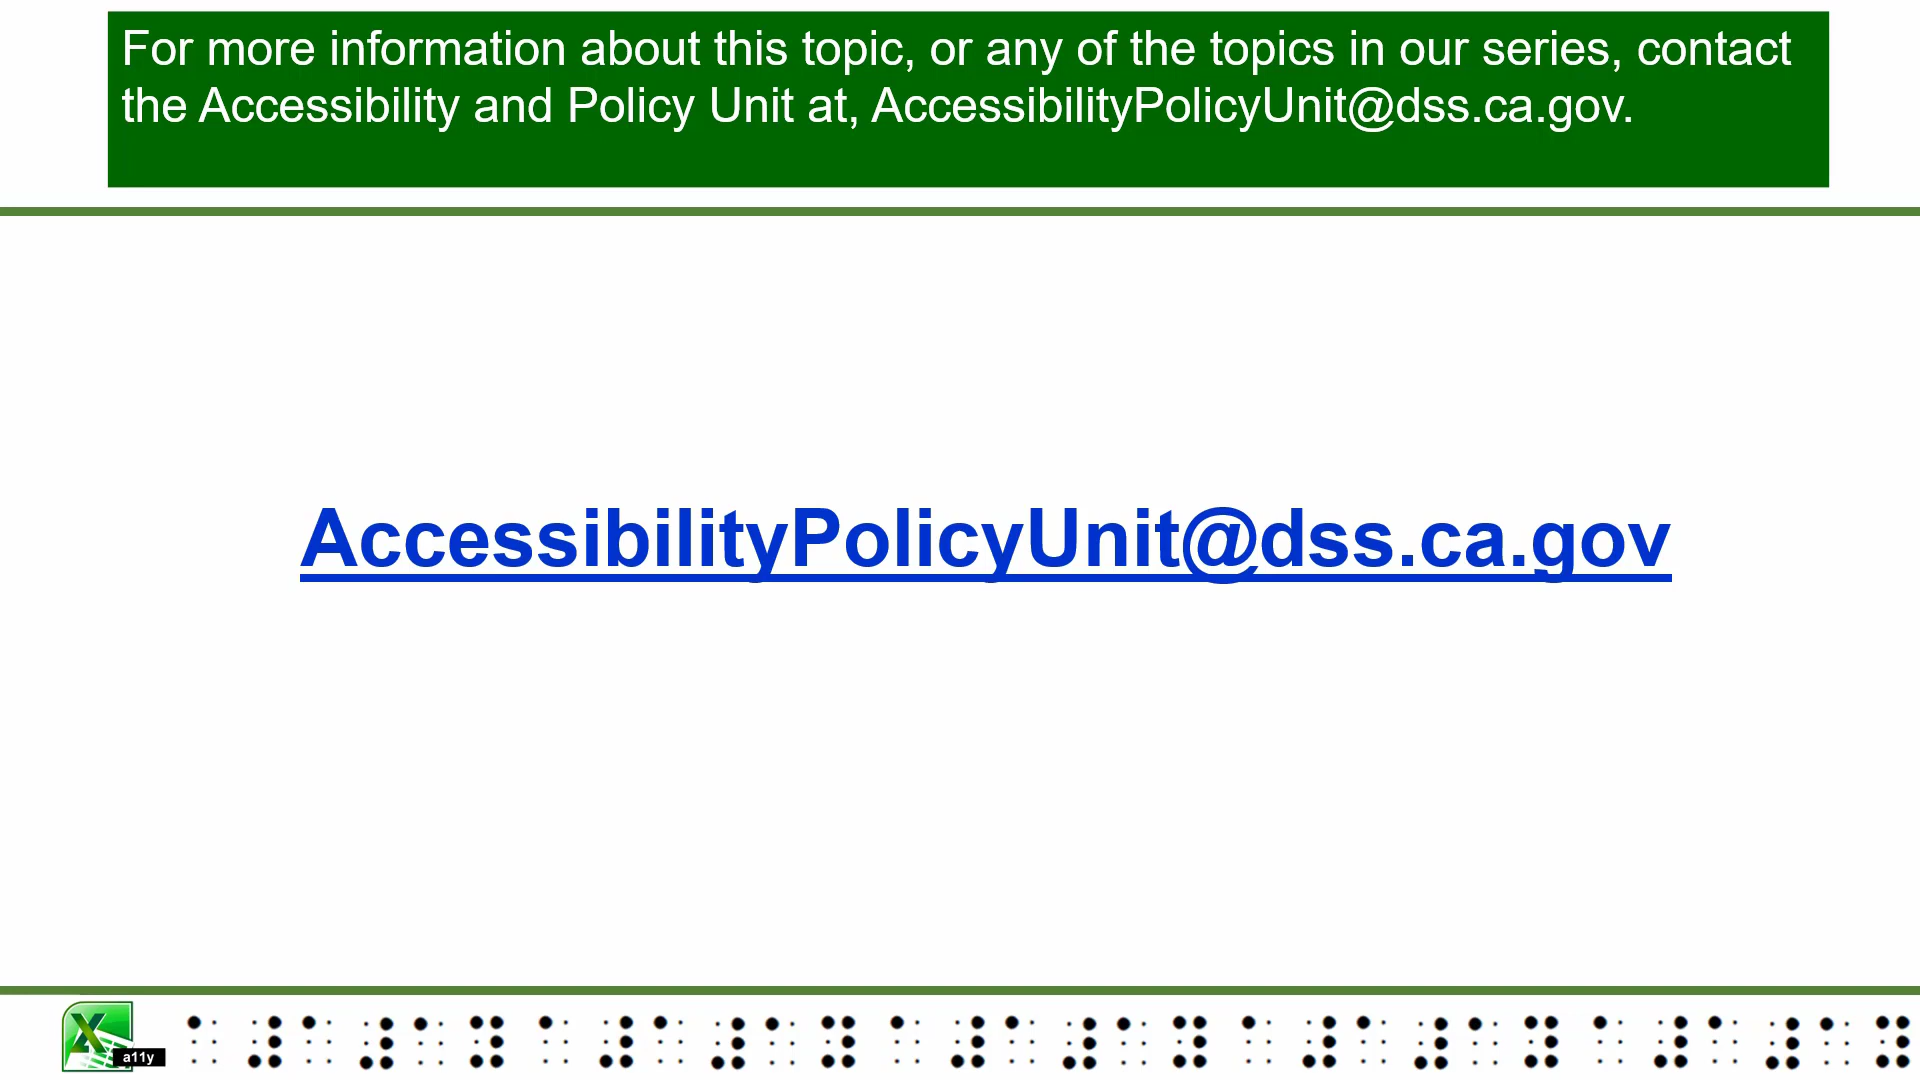 For more information about this topic, or any of the topics in our series, contact
the Accessibility and Policy Unit at, AccessibilityPolicyUnit@dss.ca.gov.
AccessibilityPolicyUnit@dss.ca.gov
a11y